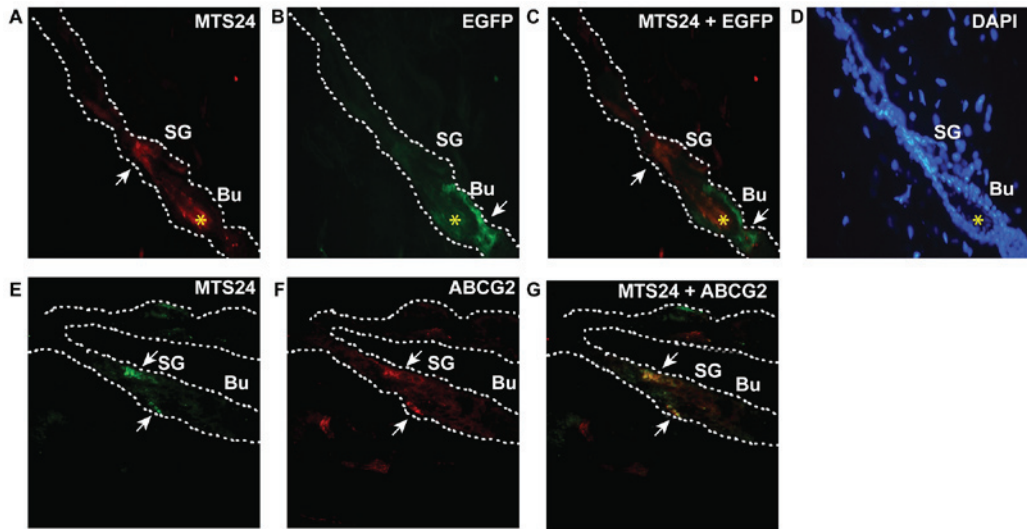 A MTS24
SG
Bu
*
B EGFP
Bu
*
C MTS24 + EGFP
SG
Bu
*
D DAPI
SG
Bu
*
E MTS24
SG
Bu
F ABCG2
SG
Bu
G MTS24 + ABCG2
SG
Bu